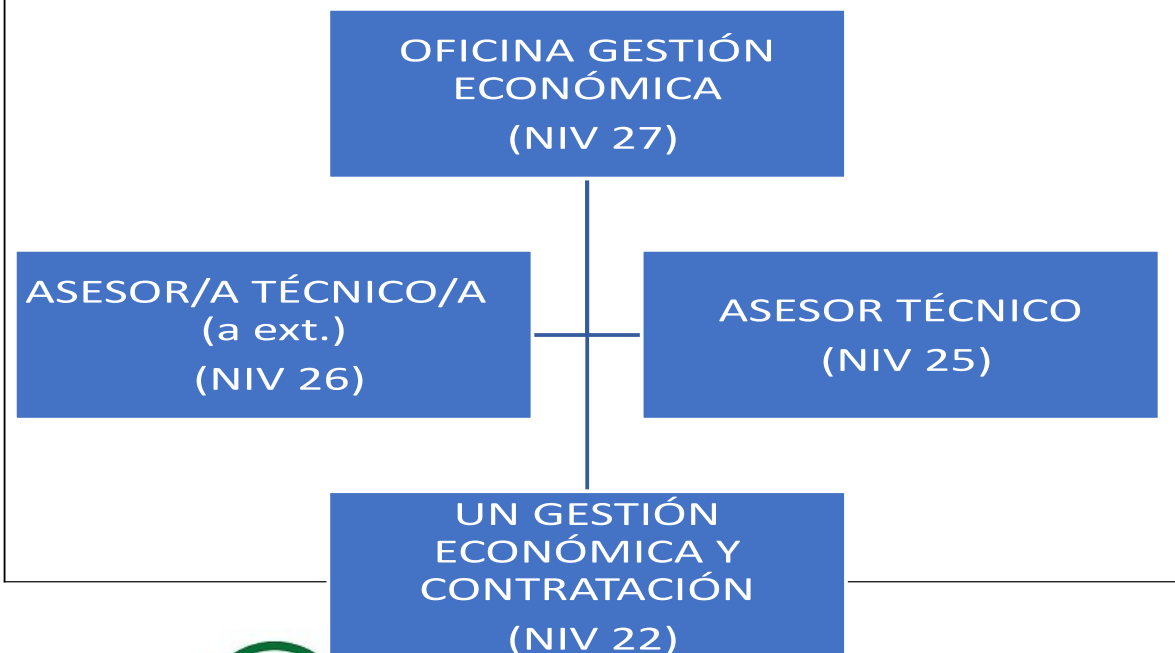 OFICINA GESTIÓN
ECONÓMICA
(NIV 27)
ASESOR/A TÉCNICO/A
(a ext.)
(NIV 26)
ASESOR TÉCNICO
(NIV 25)
UN GESTIÓN
ECONÓMICA Y
CONTRATACIÓN
(NIV 22)